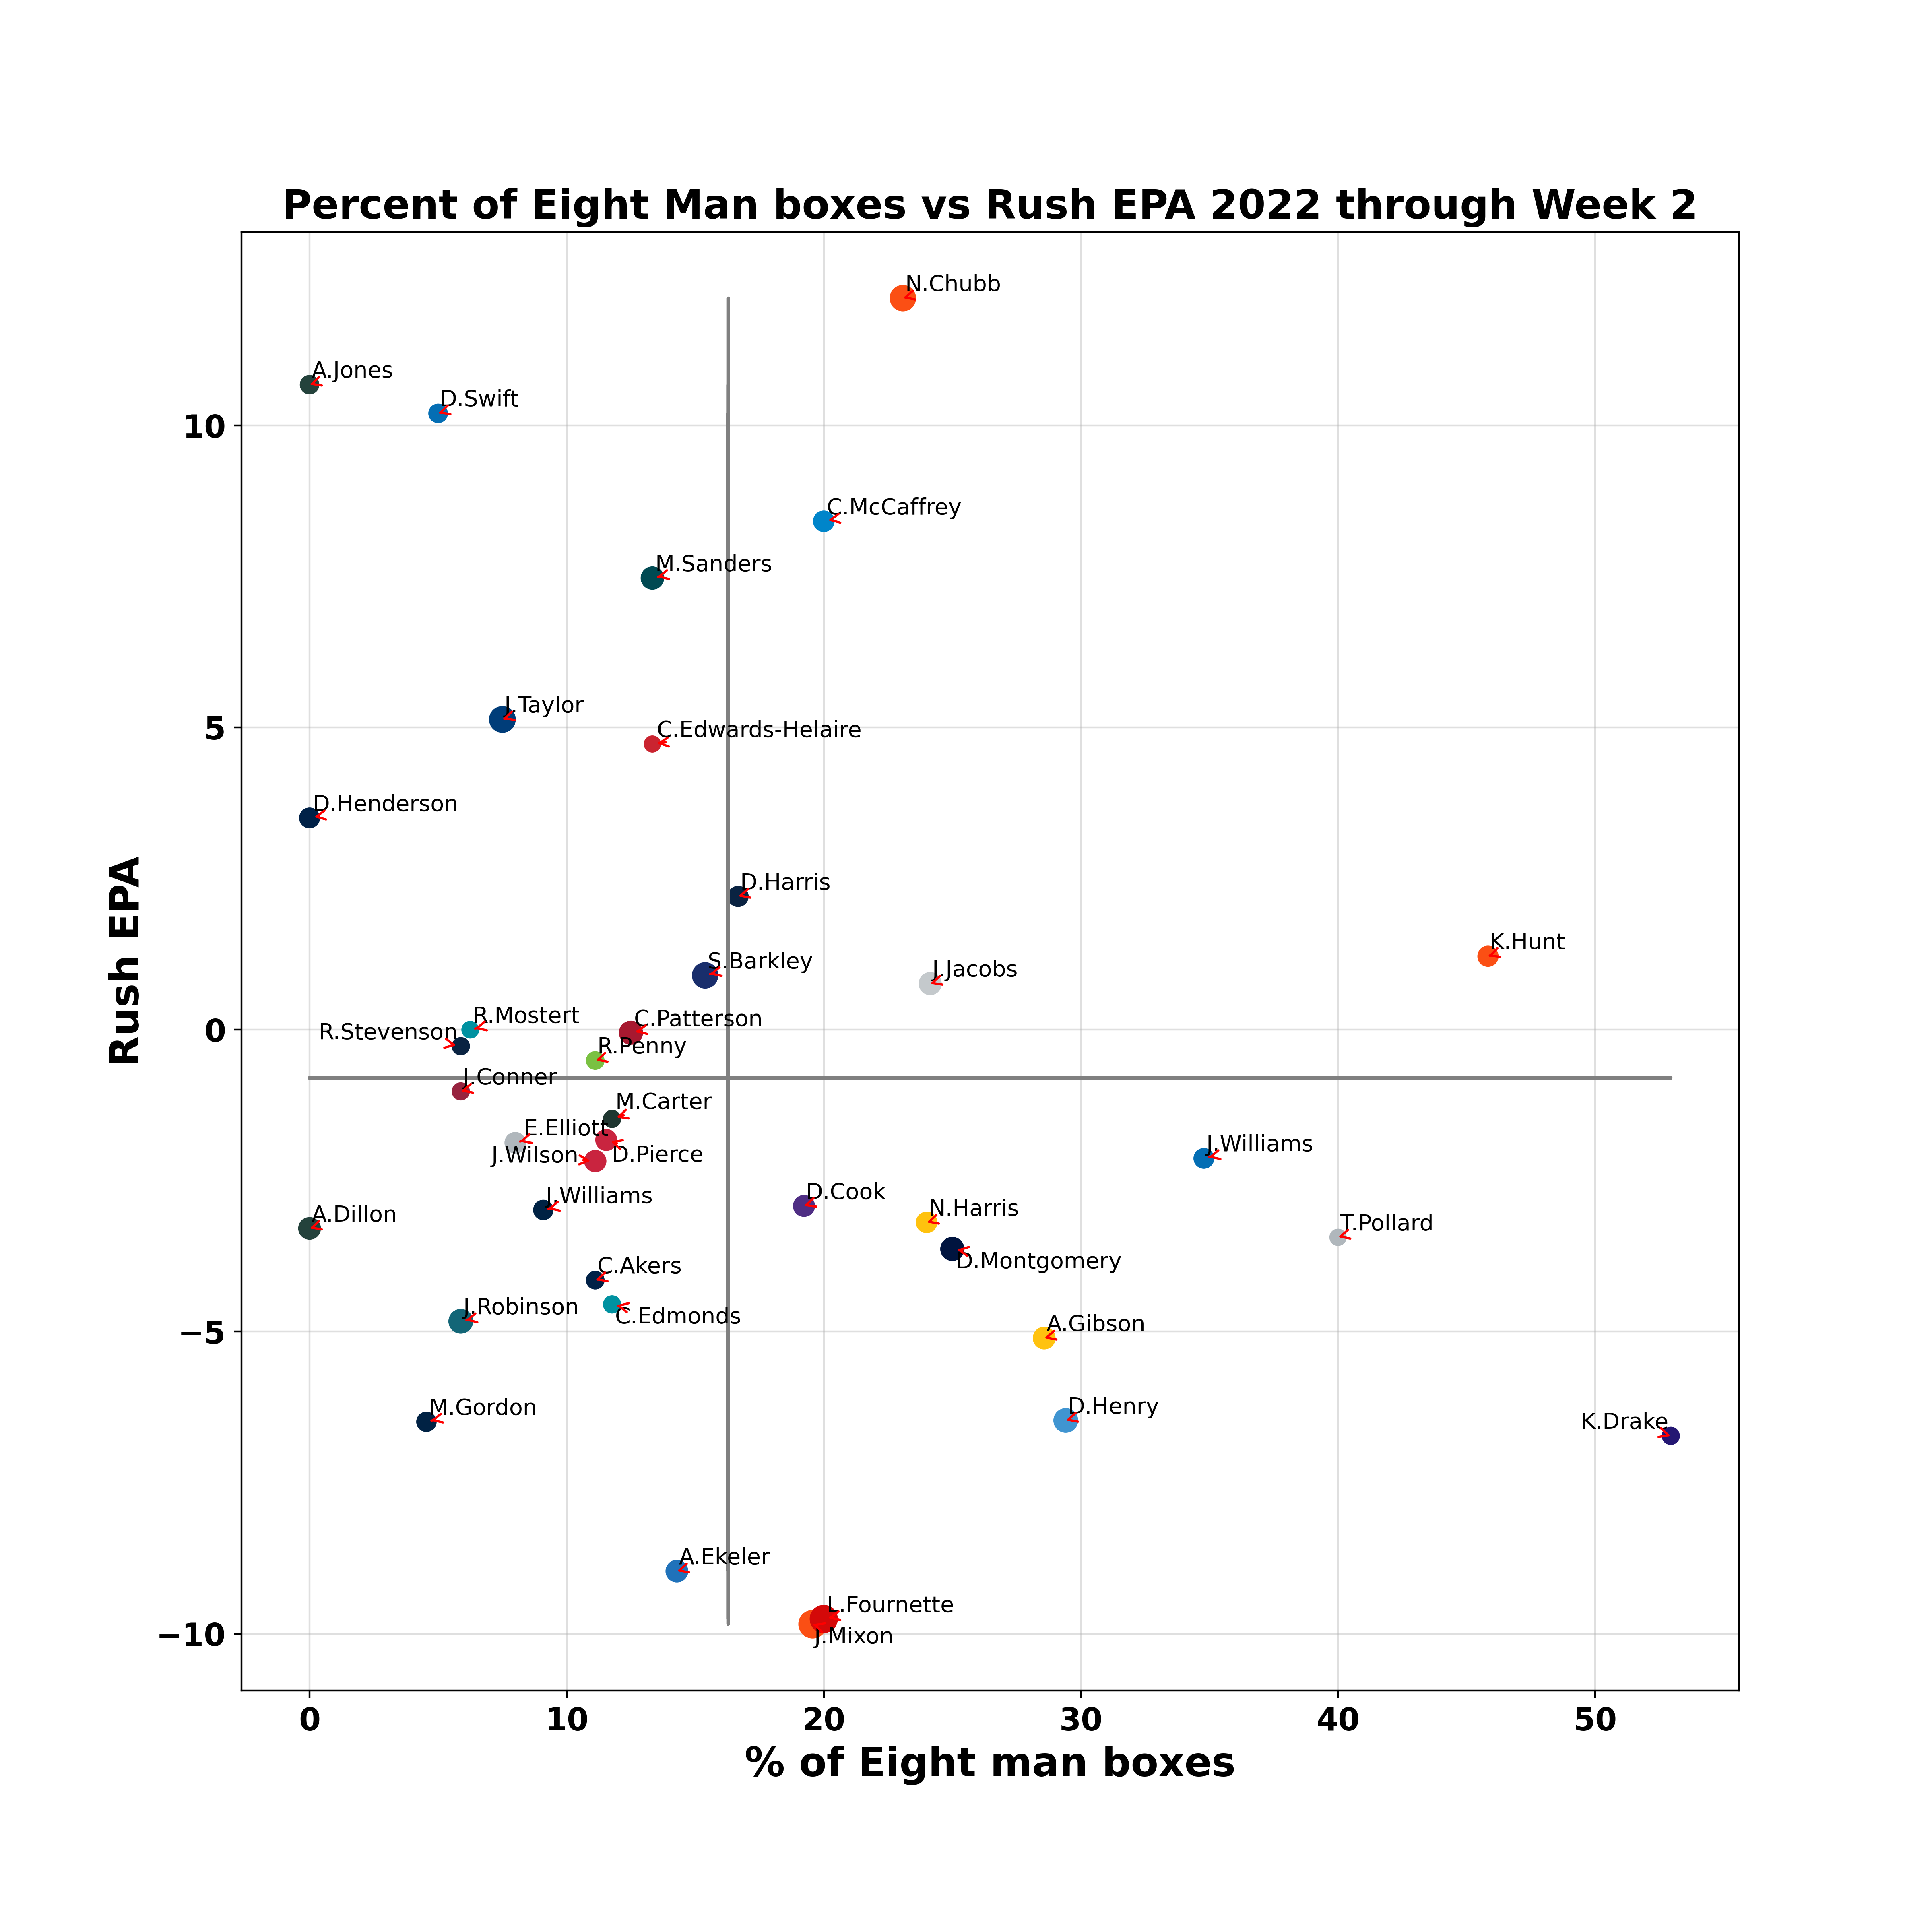 Percent of Eight Man boxes vs Rush EPA 2022 through Week 2
N.Chubb
A.Jones
D.Swift
10
C.McCaffrey
M.Sanders
J.Taylor
5
C.Edwards-Helaire
D.Henderson
D.Harris
K.Hunt
S.Barkley
J.Jacobs
Rush EPA
R.Mostert
C.Patterson
0
R.Stevenson
R.Penny
J.Conner
M.Carter
E.Elliott
J.Williams
J.Wilson
D.Pierce
D.Cook
J.Williams
N.Harris
A.Dillon
T.Pollard
D.Montgomery
C.Akers
J.Robinson
C.Edmonds
A.Gibson
−5
M.Gordon
D.Henry
K.Drake
A.Ekeler
L.Fournette
J.Mixon
−10
0 10 20 30 40 50
% of Eight man boxes